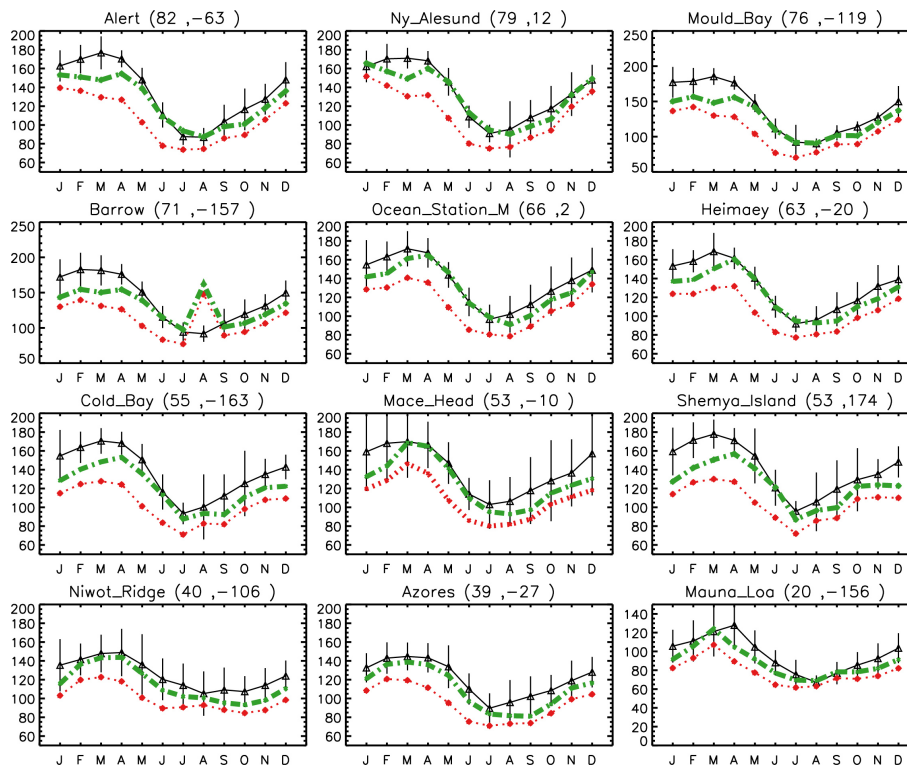 Alert (82 ,-63 ) Ny_Alesund (79 ,12 ) Mould_Bay (76 ,-119 )
200 200 250
180 180
160 160 200
140 140
120 120 150
100 100
80 80 100
60 60 50
J F M A M J J A S O N D J F M A M J J A S O N D J F M A M J J A S O N D
Barrow (71 ,-157 ) Ocean_Station_M (66 ,2 ) Heimaey (63 ,-20 )
250 200 200
180 180
200 160 160
140 140
150 120 120
100 100
100 80 80
50 60 60
J F M A M J J A S O N D J F M A M J J A S O N D J F M A M J J A S O N D
Cold_Bay (55 ,-163 ) Mace_Head (53 ,-10 ) Shemya_Island (53 ,174 )
200 200 200
180 180 180
160 160 160
140 140 140
120 120 120
100 100 100
80 80 80
60 60 60
J F M A M J J A S O N D J F M A M J J A S O N D J F M A M J J A S O N D
Niwot_Ridge (40 ,-106 ) Azores (39 ,-27 ) Mauna_Loa (20 ,-156 )
200 200 140
180 180 120
160 160 100
140 140 80
120 120 60
100 100 40
80 80 20
60 60 0
J F M A M J J A S O N D J F M A M J J A S O N D J F M A M J J A S O N D